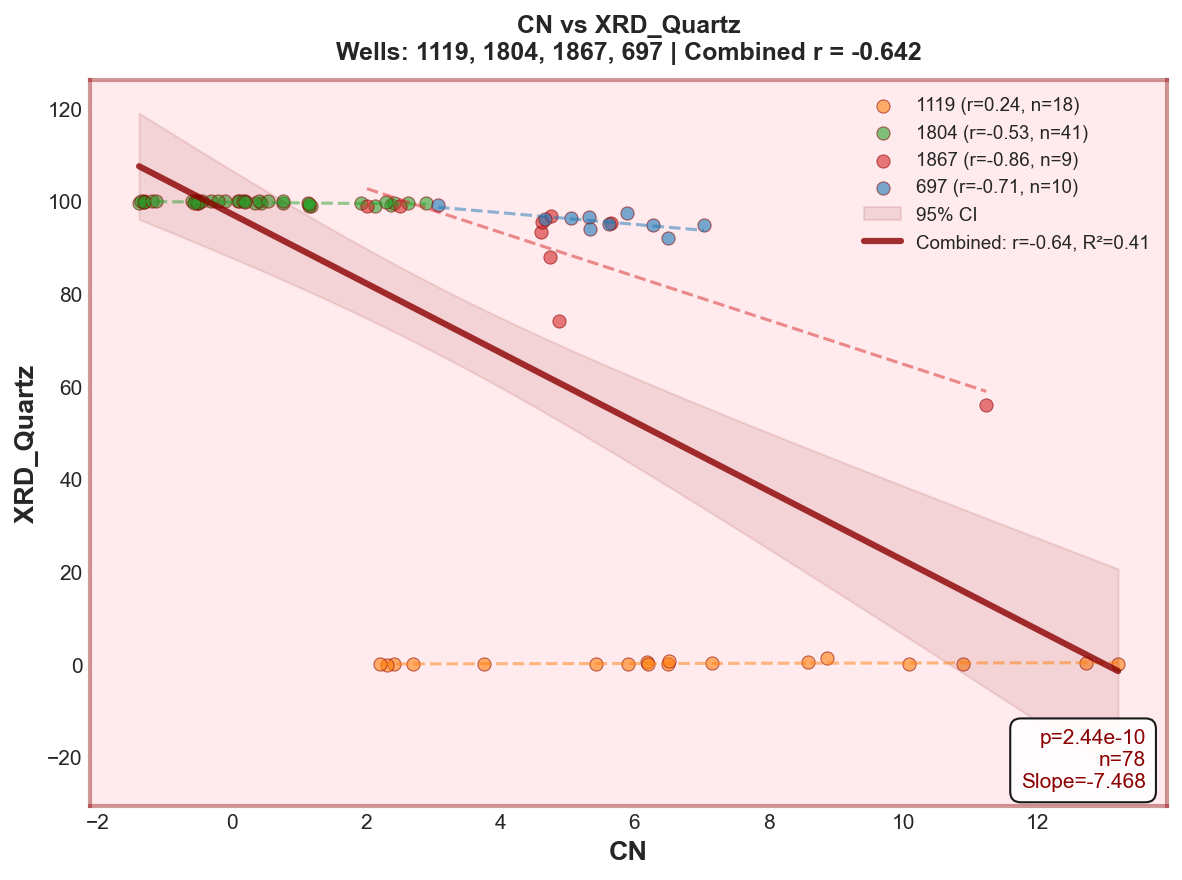 CN vs XRD_Quartz
Wells: 1119, 1804, 1867, 697 | Combined r = -0.642
1119 (r=0.24, n=18)
1804 (r=-0.53, n=41)
1867 (r=-0.86, n=9)
697 (r=-0.71, n=10)
95% CI
Combined: r=-0.64, R²=0.41
XRD_Quartz
120
100
80
60
40
20
0
−20
p=2.44e-10
n=78
Slope=-7.468
−2 0 2 4 6 8 10 12
CN